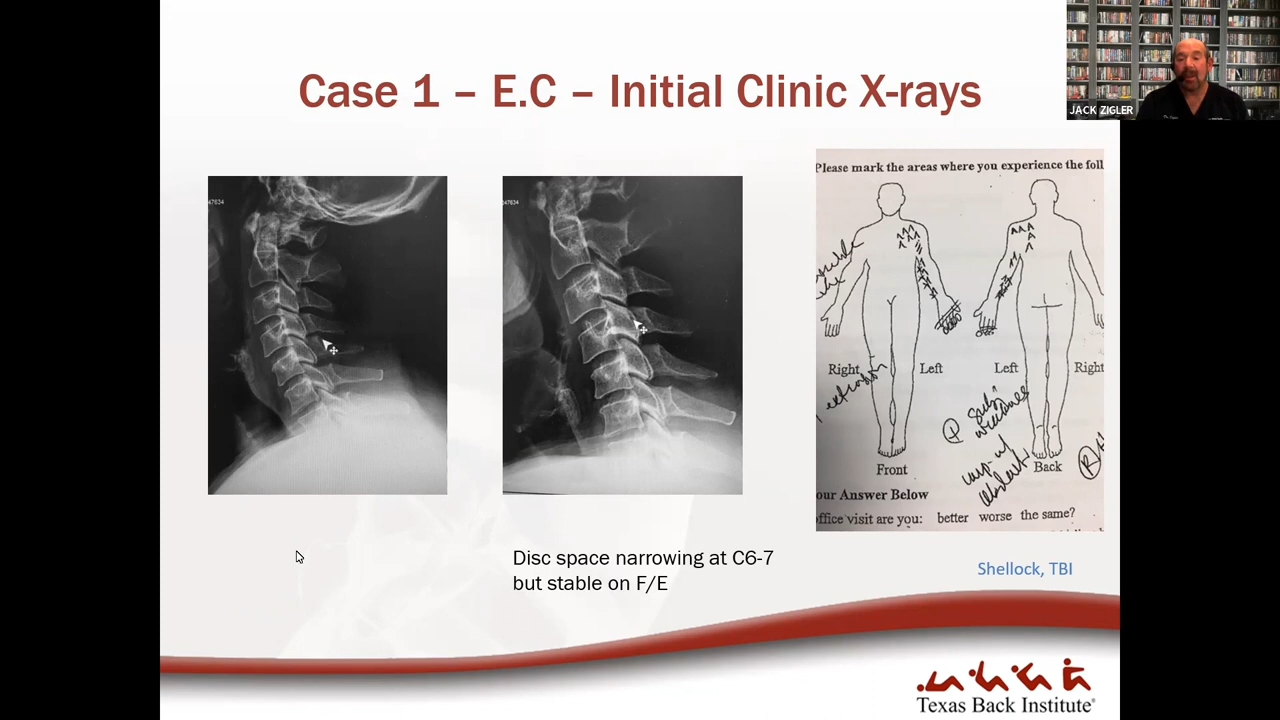 Case 1 – E.C – Initial Clinic X-rays
JACK ZIGLER
47634
47634
Please mark the areas where you experience the foll
Right
Left
Left
Right
Front
Back
our Answer Below
office visit are you: better worse the same?
Disc space narrowing at C6-7
but stable on F/E
Shellock, TBI
Texas Back Institute